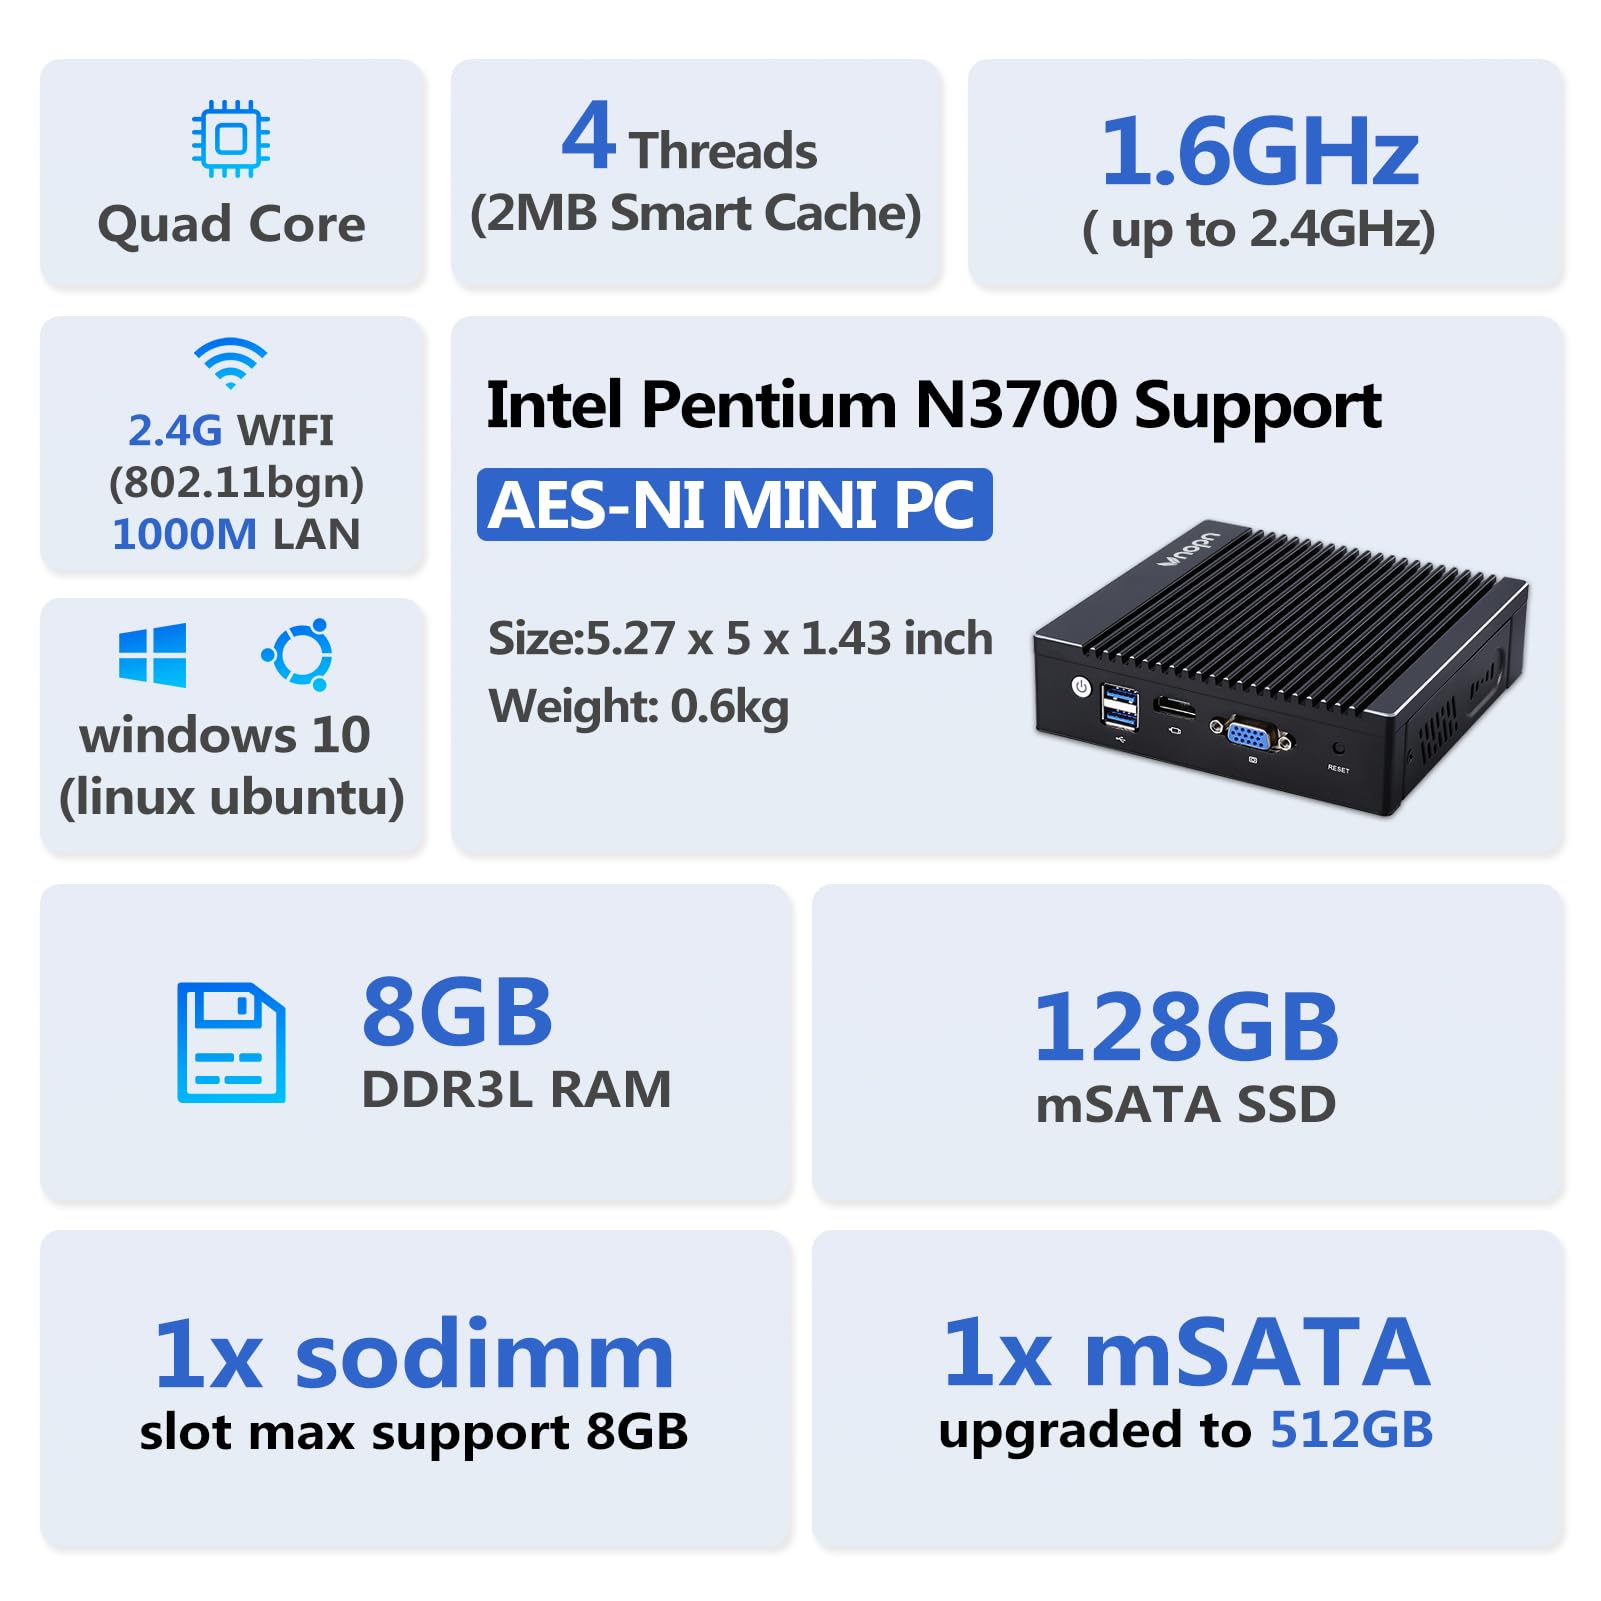 Quad Core
4 Threads
(2MB Smart Cache)
1.6GHz
( up to 2.4GHz)
2.4G WIFI
(802.11bgn)
1000M LAN
Intel Pentium N3700 Support
AES-NI MINI PC
Size:5.27 x 5 x 1.43 inch
Weight: 0.6kg
Vnopn
RESET
windows 10
(linux ubuntu)
8GB
DDR3L RAM
128GB
mSATA SSD
1x sodimm
slot max support 8GB
1x mSATA
upgraded to 512GB